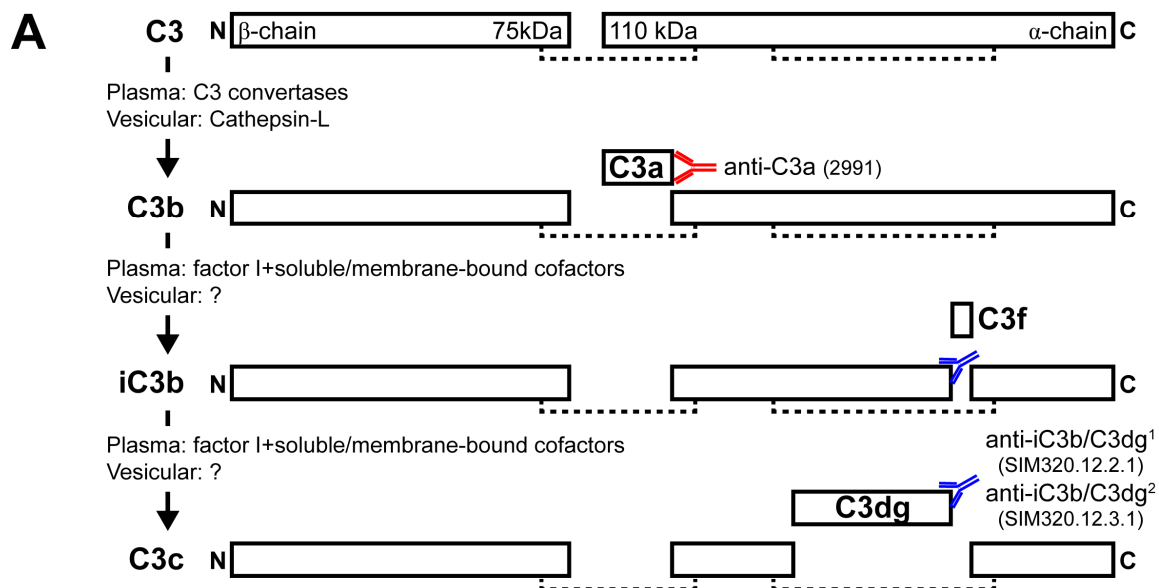 A
C3 N β-chain 75kDa 110 kDa α-chain C
Plasma: C3 convertases
Vesicular: Cathepsin-L
C3a anti-C3a (2991)
C3b N C
Plasma: factor I+soluble/membrane-bound cofactors
Vesicular: ?
C3f
iC3b N C
Plasma: factor I+soluble/membrane-bound cofactors
Vesicular: ?
anti-iC3b/C3dg¹
(SIM320.12.2.1)
anti-iC3b/C3dg²
(SIM320.12.3.1)
C3dg
C3c N C